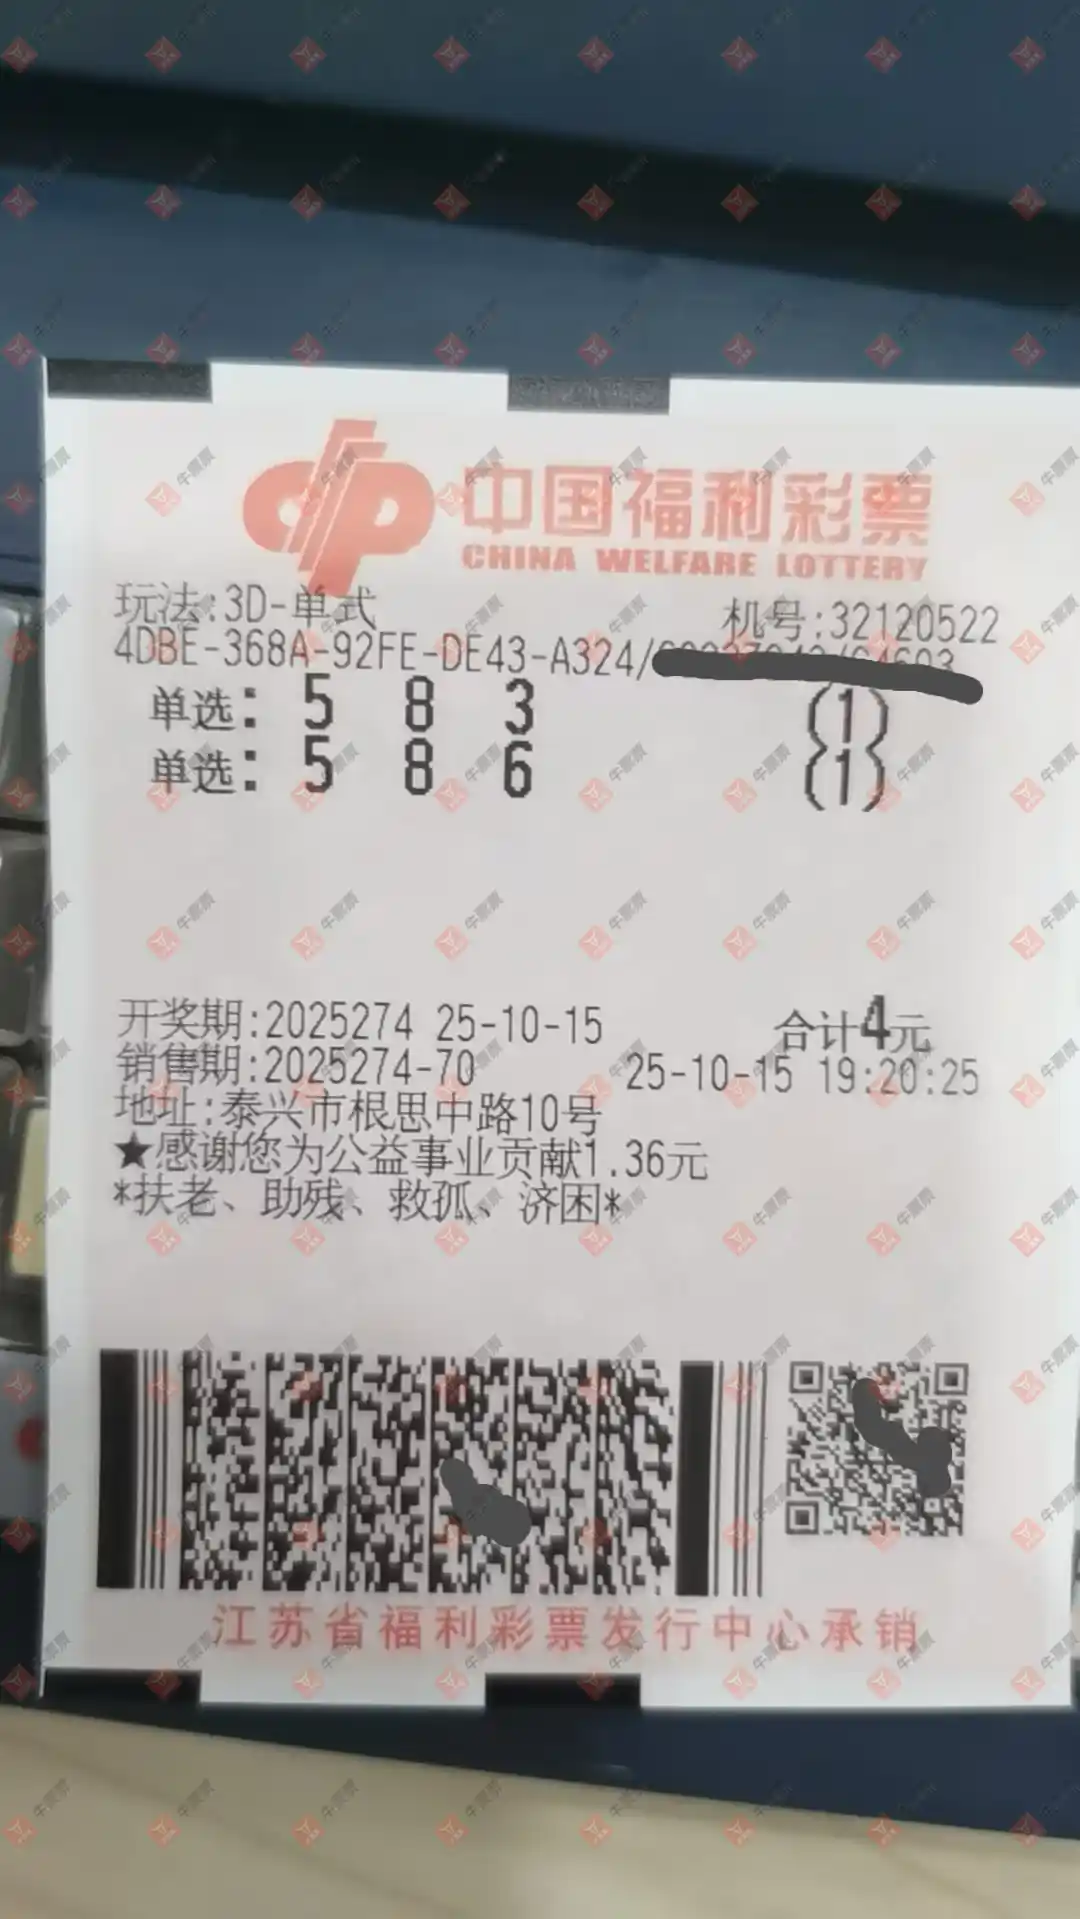 中国福利彩票
CHINA WELFARE LOTTERY
玩法:3D-单式 机号:32120522
4DBE-368A-92FE-DE43-A324/
单选: 5 8 3 (1)
单选: 5 8 6 (1)
开奖期:2025274 25-10-15 合计4元
销售期:2025274-70 25-10-15 19:20:25
地址:泰兴市根思中路10号
★感谢您为公益事业贡献1.36元
*扶老、助残、救孤、济困*
江苏省福利彩票发行中心承销
牛票票